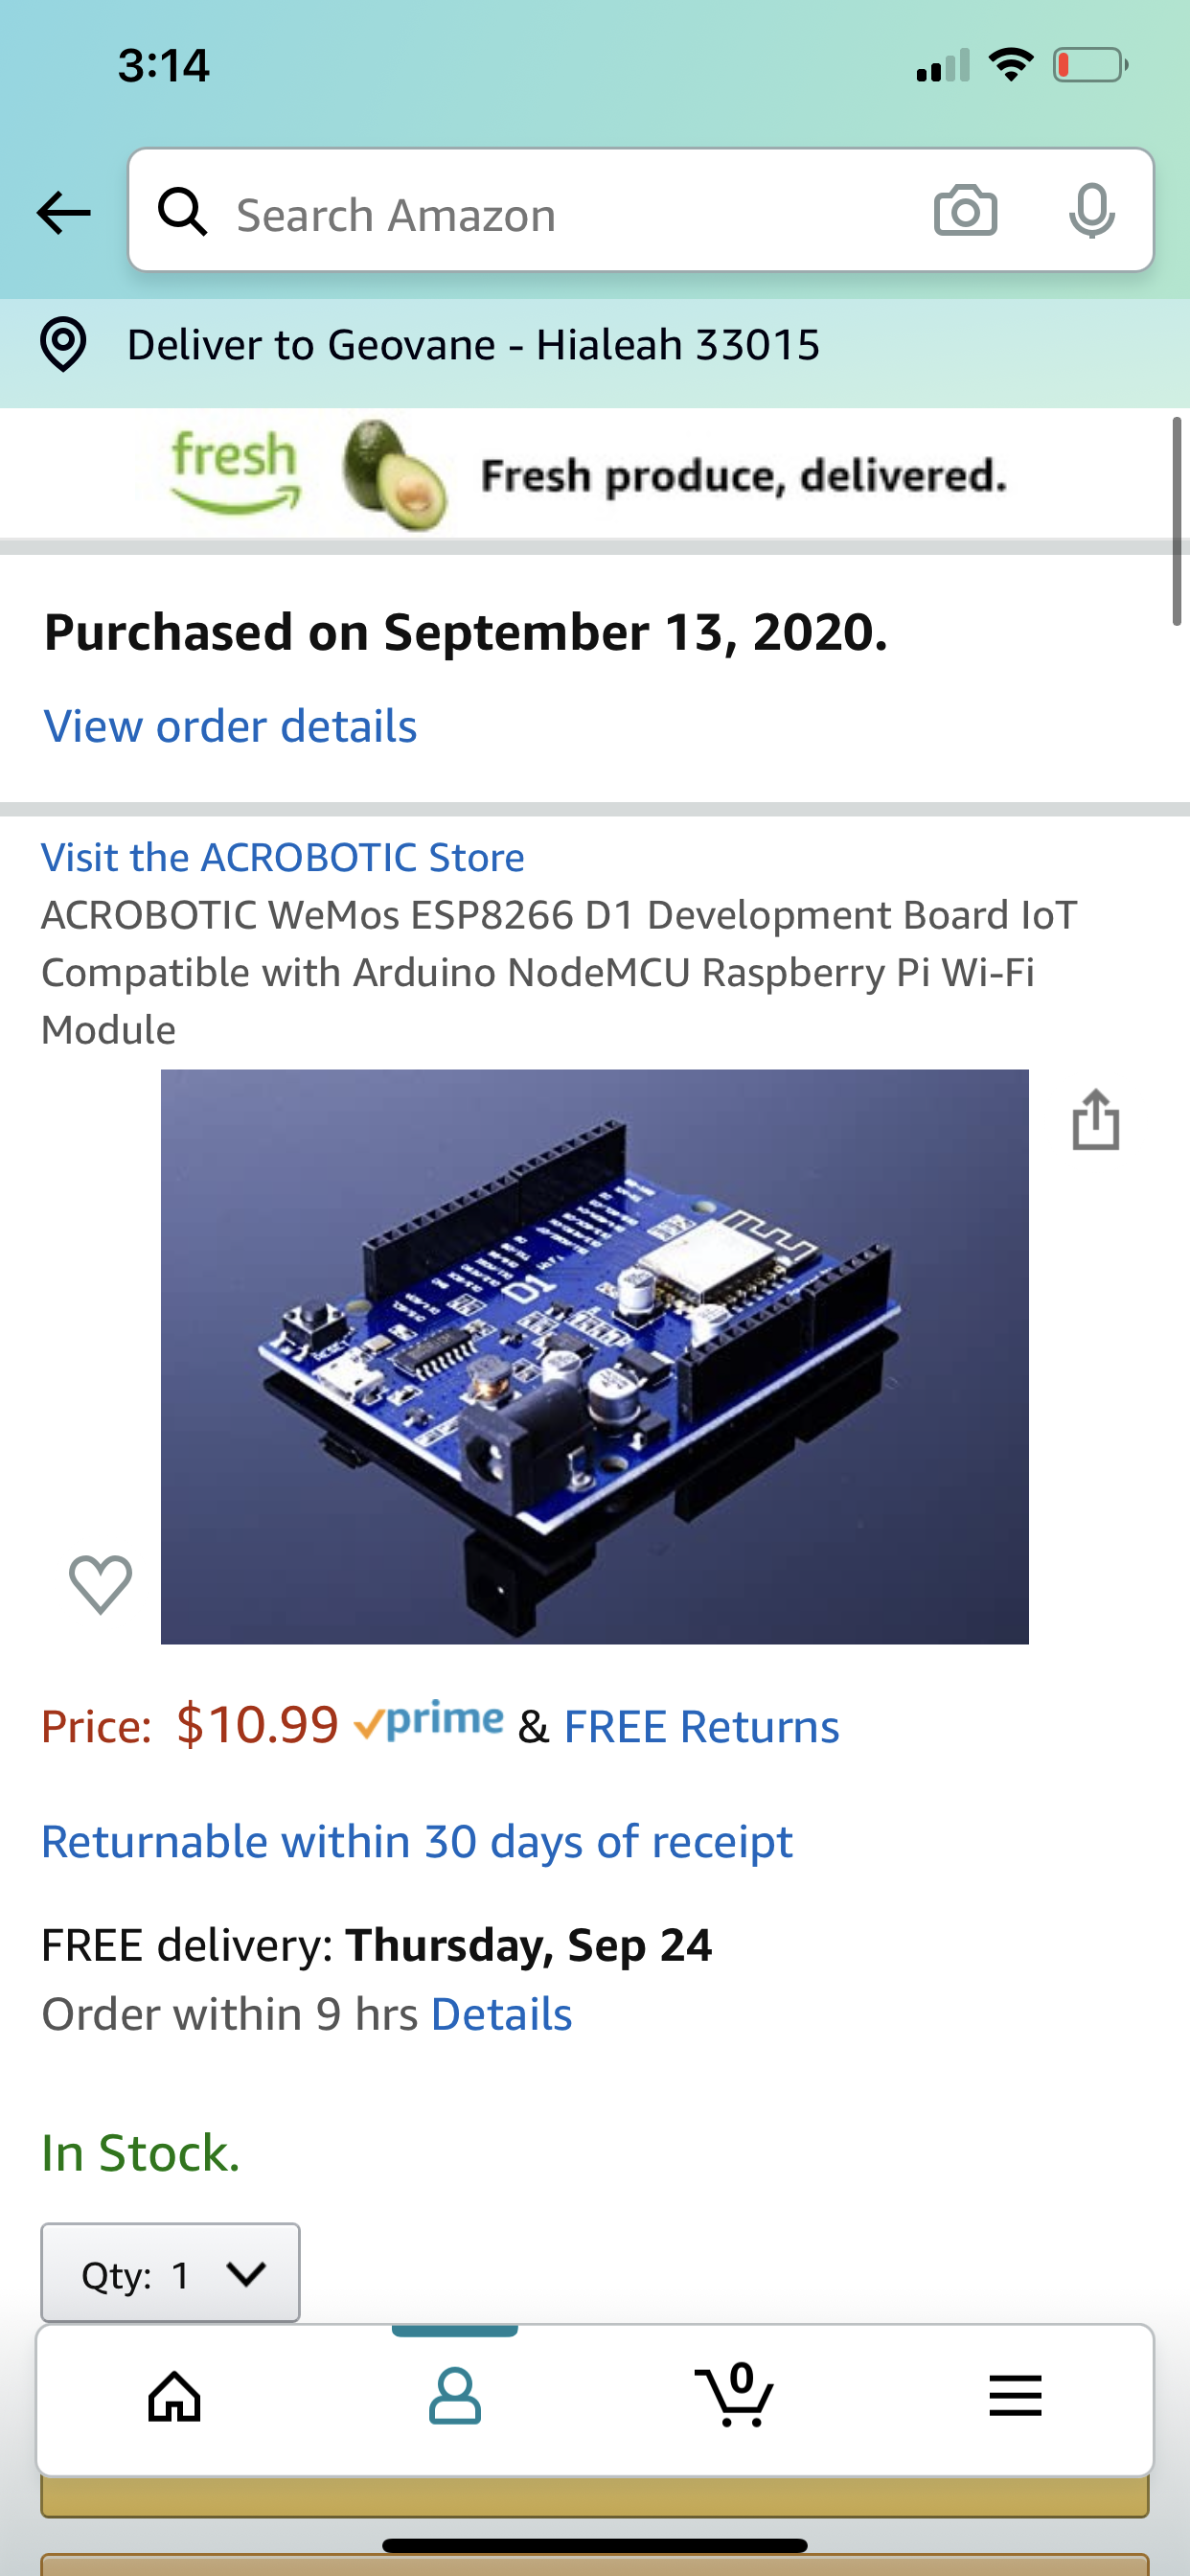 3:14
Search Amazon
Deliver to Geovane - Hialeah 33015
fresh
Fresh produce, delivered.
Purchased on September 13, 2020.
View order details
Visit the ACROBOTIC Store
ACROBOTIC WeMos ESP8266 D1 Development Board IoT
Compatible with Arduino NodeMCU Raspberry Pi Wi-Fi
Module
D1
Price: $10.99 prime & FREE Returns
Returnable within 30 days of receipt
FREE delivery: Thursday, Sep 24
Order within 9 hrs Details
In Stock.
Qty: 1
0